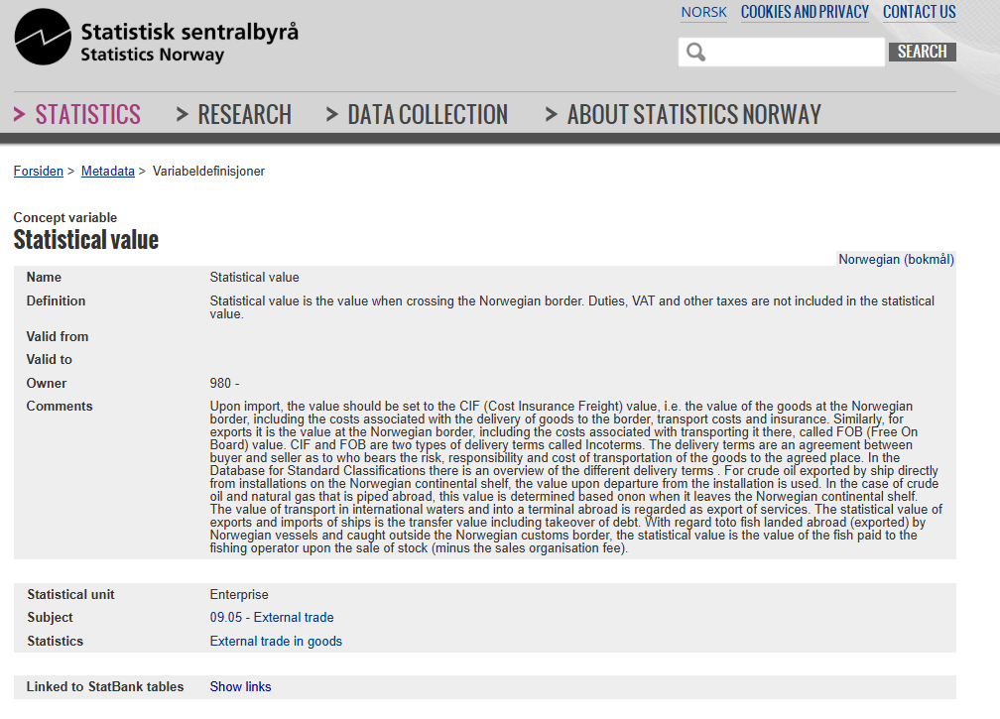 NORSK COOKIES AND PRIVACY CONTACT US
Statistisk sentralbyrå
Statistics Norway
SEARCH
> STATISTICS > RESEARCH > DATA COLLECTION > ABOUT STATISTICS NORWAY
Forsiden > Metadata > Variabeldefinisjoner
Concept variable
Statistical value
Norwegian (bokmål)
Name Statistical value
Definition Statistical value is the value when crossing the Norwegian border. Duties, VAT and other taxes are not included in the statistical
value.
Valid from
Valid to
Owner 980 -
Comments Upon import, the value should be set to the CIF (Cost Insurance Freight) value, i.e. the value of the goods at the Norwegian
border, including the costs associated with the delivery of goods to the border, transport costs and insurance. Similarly, for
exports it is the value at the Norwegian border, including the costs associated with transporting it there, called FOB (Free On
Board) value. CIF and FOB are two types of delivery terms called Incoterms. The delivery terms are an agreement between
buyer and seller as to who bears the risk, responsibility and cost of transportation of the goods to the agreed place. In the
Database for Standard Classifications there is an overview of the different delivery terms . For crude oil exported by ship directly
from installations on the Norwegian continental shelf, the value upon departure from the installation is used. In the case of crude
oil and natural gas that is piped abroad, this value is determined based onon when it leaves the Norwegian continental shelf.
The value of transport in international waters and into a terminal abroad is regarded as export of services. The statistical value of
exports and imports of ships is the transfer value including takeover of debt. With regard toto fish landed abroad (exported) by
Norwegian vessels and caught outside the Norwegian customs border, the statistical value is the value of the fish paid to the
fishing operator upon the sale of stock (minus the sales organisation fee).
Statistical unit Enterprise
Subject 09.05 - External trade
Statistics External trade in goods
Linked to StatBank tables Show links